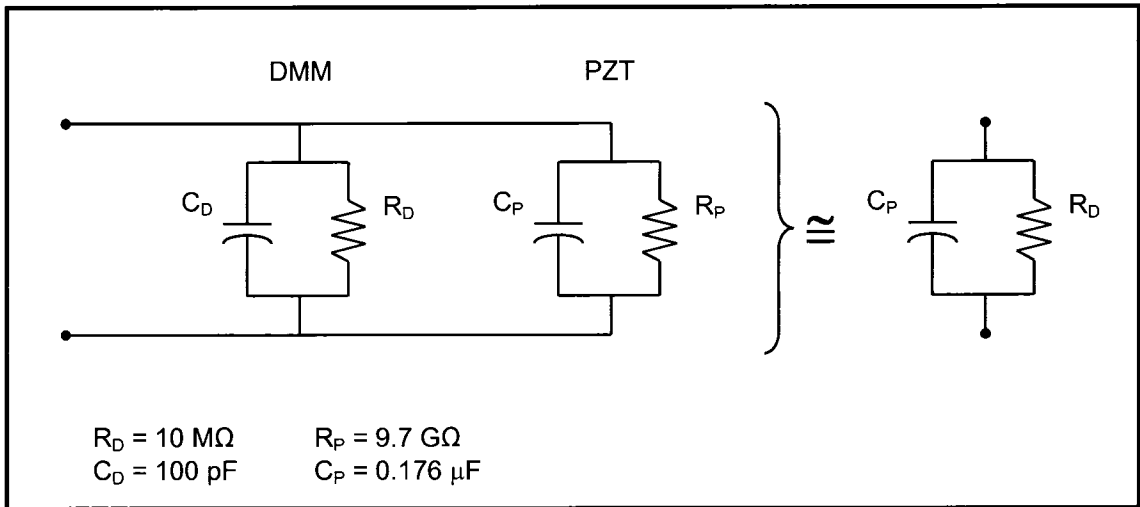 DMM PZT
C_D R_D C_P R_P ≅ C_P R_D
R_D = 10 MΩ R_P = 9.7 GΩ
C_D = 100 pF C_P = 0.176 μF